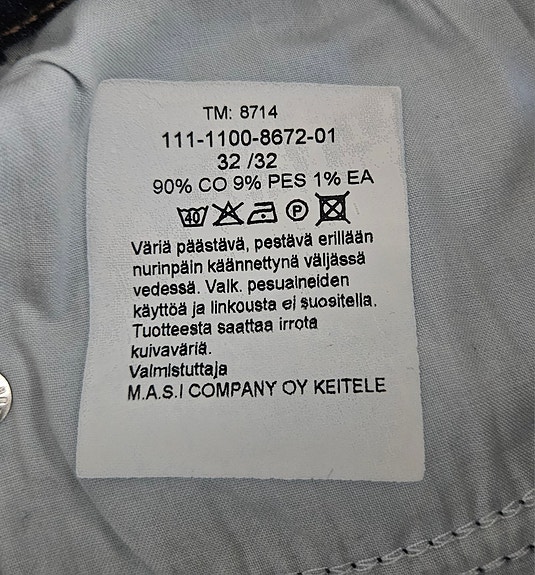 TM: 8714
111-1100-8672-01
32 /32
90% CO 9% PES 1% EA
40 P
Väriä päästävä, pestävä erillään
nurinpäin käännettynä väljässä
vedessä. Valk. pesuaineiden
käyttöä ja linkousta ei suositella.
Tuotteesta saattaa irrota
kuivaväriä.
Valmistuttaja
M.A.S.I COMPANY OY KEITELE